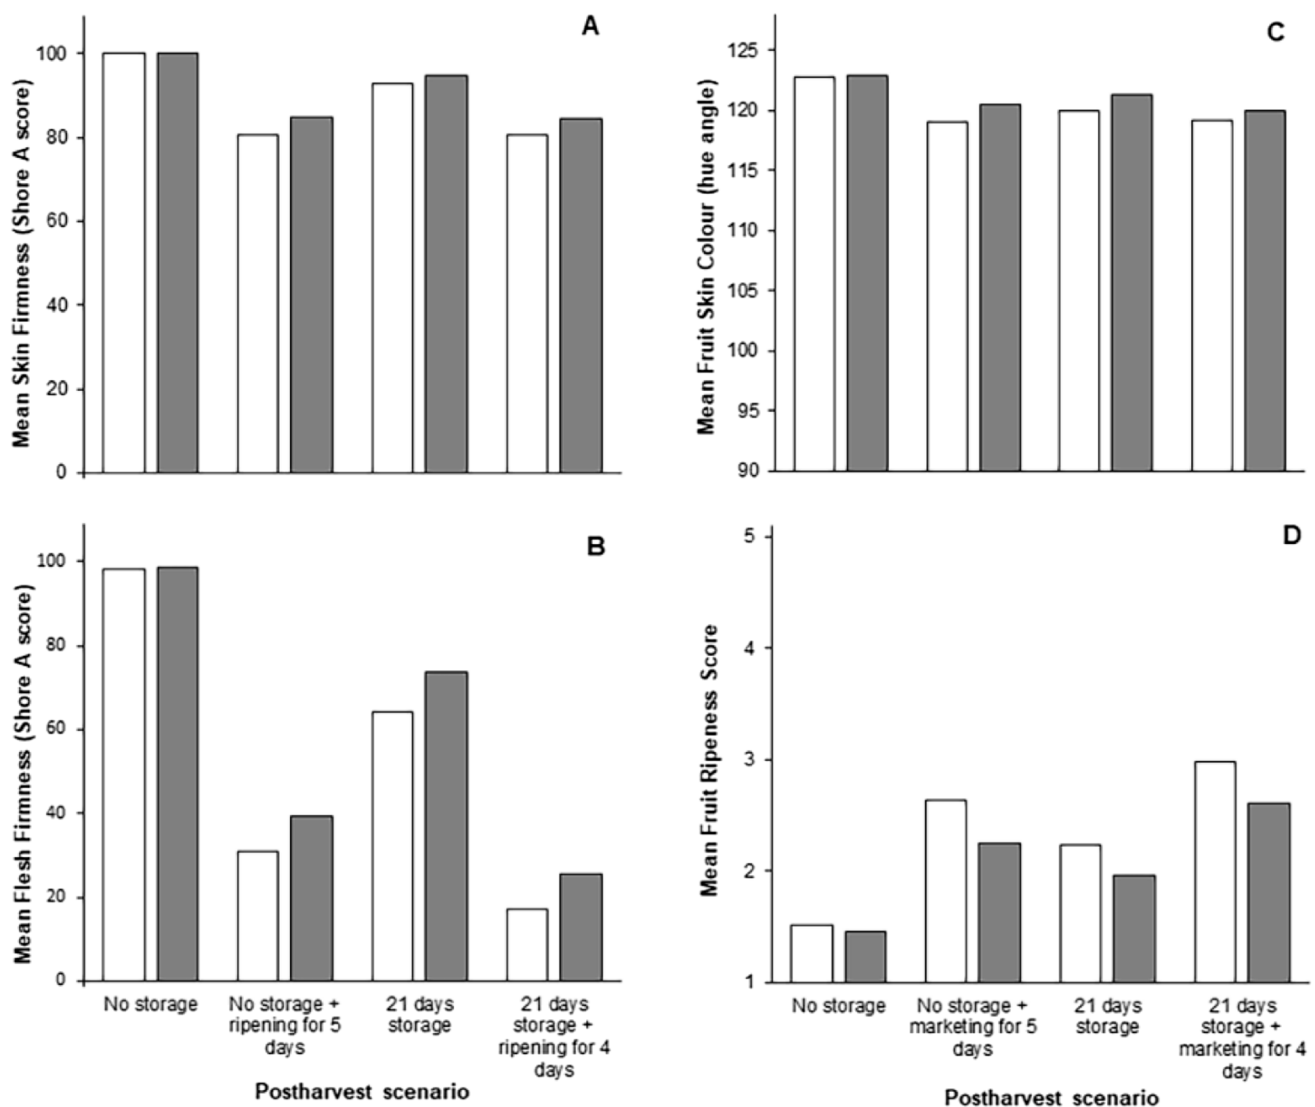 A
Mean Skin Firmness (Shore A score)
100
80
60
40
20
0
C
Mean Fruit Skin Colour (hue angle)
125
120
115
110
105
100
95
90
B
Mean Flesh Firmness (Shore A score)
100
80
60
40
20
0
No storage
No storage +
ripening for 5
days
21 days
storage
21 days
storage +
ripening for 4
days
Postharvest scenario
D
Mean Fruit Ripeness Score
5
4
3
2
1
No storage
No storage +
marketing for 5
days
21 days
storage
21 days
storage +
marketing for 4
days
Postharvest scenario